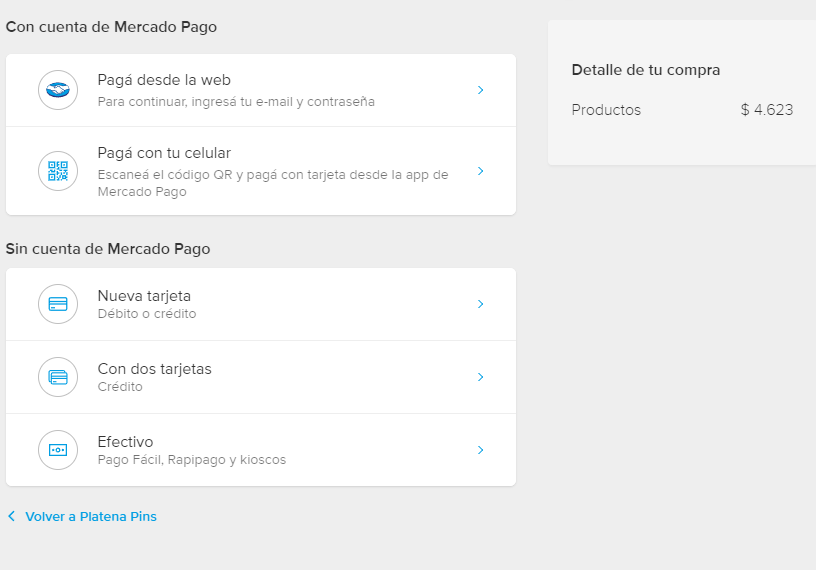 Con cuenta de Mercado Pago
Pagá desde la web
Para continuar, ingresá tu e-mail y contraseña
Pagá con tu celular
Escaneá el código QR y pagá con tarjeta desde la app de
Mercado Pago
Sin cuenta de Mercado Pago
Nueva tarjeta
Débito o crédito
Con dos tarjetas
Crédito
Efectivo
Pago Fácil, Rapipago y kioscos
Volver a Platena Pins
Detalle de tu compra
Productos $ 4.623